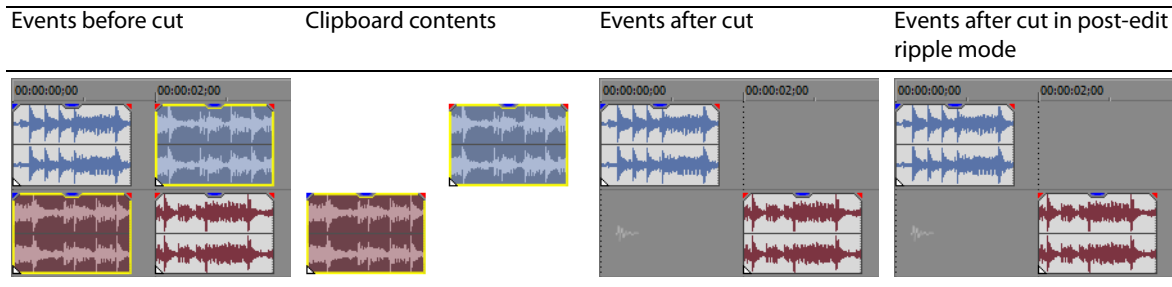 Events before cut
Clipboard contents
Events after cut
Events after cut in post-edit
ripple mode
00:00:00;00
00:00:02;00
00:00:00;00
00:00:02;00
00:00:00;00
00:00:02;00